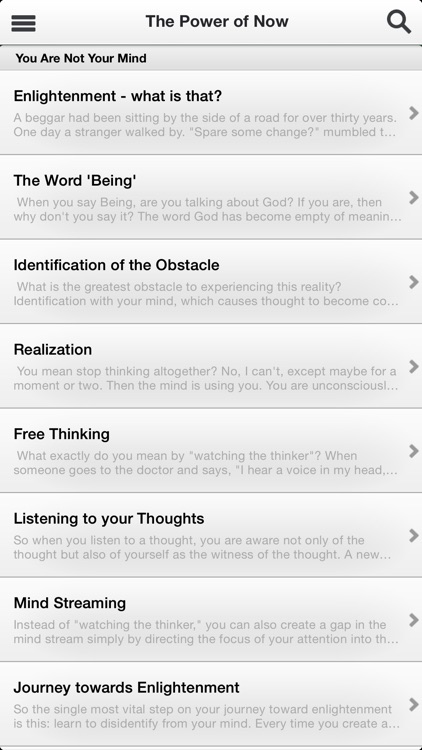 The Power of Now
You Are Not Your Mind
Enlightenment - what is that?
A beggar had been sitting by the side of a road for over thirty years.
One day a stranger walked by. "Spare some change?" mumbled t...
The Word 'Being'
When you say Being, are you talking about God? If you are, then
why don't you say it? The word God has become empty of meanin...
Identification of the Obstacle
What is the greatest obstacle to experiencing this reality?
Identification with your mind, which causes thought to become co...
Realization
You mean stop thinking altogether? No, I can't, except maybe for a
moment or two. Then the mind is using you. You are unconsciousl...
Free Thinking
What exactly do you mean by "watching the thinker"? When
someone goes to the doctor and says, "I hear a voice in my head,...
Listening to your Thoughts
So when you listen to a thought, you are aware not only of the
thought but also of yourself as the witness of the thought. A new...
Mind Streaming
Instead of "watching the thinker," you can also create a gap in the
mind stream simply by directing the focus of your attention into th...
Journey towards Enlightenment
So the single most vital step on your journey toward enlightenment
is this: learn to disidentify from your mind. Every time you create a...